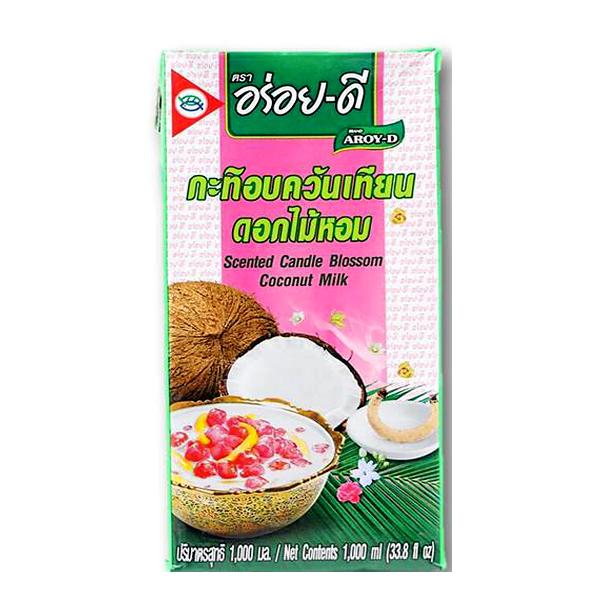 ตรา
อร่อย-ดี
BRAND
AROY-D
กะทิอบควันเทียน
ดอกไม้หอม
Scented Candle Blossom
Coconut Milk
ปริมาตรสุทธิ 1,000 มล. / Net Contents 1,000 ml (33.8 fl oz)